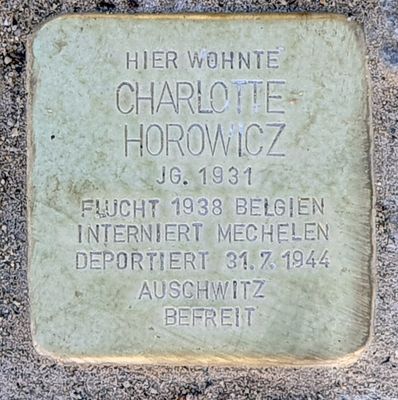 HIER WOHNTE
CHARLOTTE
HOROWICZ
JG. 1931
FLUCHT 1938 BELGIEN
INTERNIERT MECHELEN
DEPORTIERT 31.7.1944
AUSCHWITZ
BEFREIT